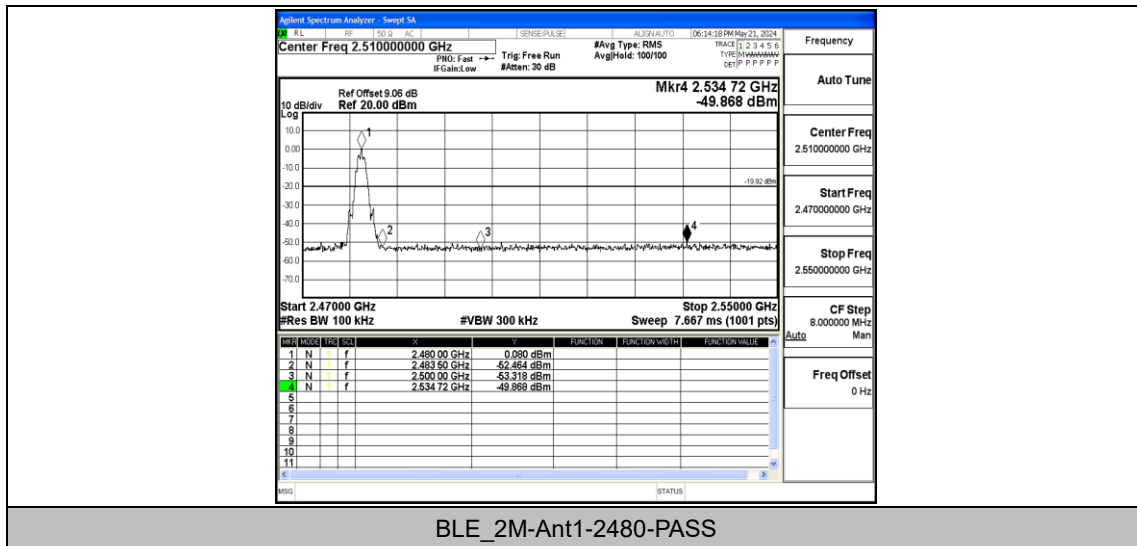 Agilent Spectrum Analyzer - Swept SA
RL RF 50 Ω AC SENSE:PULSE ALIGN AUTO 06:14:18 PM May 21, 2024
Center Freq 2.510000000 GHz
PNO: Fast
IFGain:Low
Trig: Free Run
#Atten: 30 dB
#Avg Type: RMS
Avg|Hold: 100/100
TRACE 1 2 3 4 5 6
TYPE MWWWWW
DET P P P P P P
Ref Offset 9.06 dB
10 dB/div Ref 20.00 dBm
Log
Mkr4 2.534 72 GHz
-49.868 dBm
10.0
0.00
-10.0
-20.0
-30.0
-40.0
-50.0
-60.0
-70.0
1
2
3
4
-19.92 dBm
Start 2.47000 GHz Stop 2.55000 GHz
#Res BW 100 kHz #VBW 300 kHz Sweep 7.667 ms (1001 pts)
MKR MODE TRC SCL X Y FUNCTION FUNCTION WIDTH FUNCTION VALUE
1 N 1 f 2.480 00 GHz 0.080 dBm
2 N 1 f 2.483 50 GHz -52.464 dBm
3 N 1 f 2.500 00 GHz -53.318 dBm
4 N 1 f 2.534 72 GHz -49.868 dBm
5
6
7
8
9
10
11
MSG STATUS
Frequency
Auto Tune
Center Freq
2.510000000 GHz
Start Freq
2.470000000 GHz
Stop Freq
2.550000000 GHz
CF Step
8.000000 MHz
Auto Man
Freq Offset
0 Hz
BLE_2M-Ant1-2480-PASS